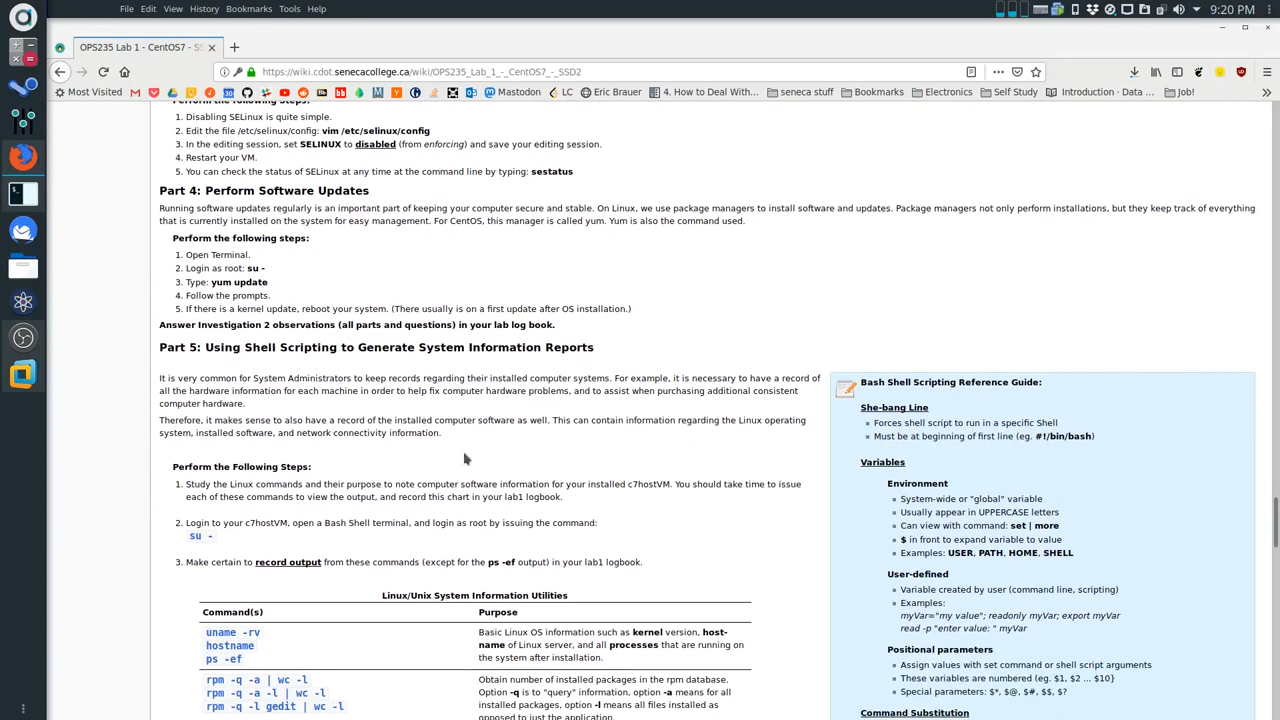 File Edit View History Bookmarks Tools Help
9:20 PM
OPS235 Lab 1 - CentOS7 - SS
https://wiki.cdot.senecacollege.ca/wiki/OPS235_Lab_1_-_CentOS7_-_SSD2
Most Visited
Mastodon LC Eric Brauer 4. How to Deal With... seneca stuff Bookmarks Electronics Self Study Introduction · Data ... Job!
Perform the following Steps:
1. Disabling SELinux is quite simple.
2. Edit the file /etc/selinux/config: vim /etc/selinux/config
3. In the editing session, set SELINUX to disabled (from enforcing) and save your editing session.
4. Restart your VM.
5. You can check the status of SELinux at any time at the command line by typing: sestatus
Part 4: Perform Software Updates
Running software updates regularly is an important part of keeping your computer secure and stable. On Linux, we use package managers to install software and updates. Package managers not only perform installations, but they keep track of everything
that is currently installed on the system for easy management. For CentOS, this manager is called yum. Yum is also the command used.
Perform the following steps:
1. Open Terminal.
2. Login as root: su -
3. Type: yum update
4. Follow the prompts.
5. If there is a kernel update, reboot your system. (There usually is on a first update after OS installation.)
Answer Investigation 2 observations (all parts and questions) in your lab log book.
Part 5: Using Shell Scripting to Generate System Information Reports
It is very common for System Administrators to keep records regarding their installed computer systems. For example, it is necessary to have a record of
all the hardware information for each machine in order to help fix computer hardware problems, and to assist when purchasing additional consistent
computer hardware.
Therefore, it makes sense to also have a record of the installed computer software as well. This can contain information regarding the Linux operating
system, installed software, and network connectivity information.
Perform the Following Steps:
1. Study the Linux commands and their purpose to note computer software information for your installed c7hostVM. You should take time to issue
each of these commands to view the output, and record this chart in your lab1 logbook.
2. Login to your c7hostVM, open a Bash Shell terminal, and login as root by issuing the command:
su -
3. Make certain to record output from these commands (except for the ps -ef output) in your lab1 logbook.
Linux/Unix System Information Utilities
Command(s) Purpose
uname -rv
hostname
ps -ef
Basic Linux OS information such as kernel version, host-
name of Linux server, and all processes that are running on
the system after installation.
rpm -q -a | wc -l
rpm -q -a -l | wc -l
rpm -q -l gedit | wc -l
Obtain number of installed packages in the rpm database.
Option -q is to "query" information, option -a means for all
installed packages, option -l means all files installed as
opposed to just the application.
Bash Shell Scripting Reference Guide:
She-bang Line
Forces shell script to run in a specific Shell
Must be at beginning of first line (eg. #!/bin/bash)
Variables
Environment
System-wide or "global" variable
Usually appear in UPPERCASE letters
Can view with command: set | more
$ in front to expand variable to value
Examples: USER, PATH, HOME, SHELL
User-defined
Variable created by user (command line, scripting)
Examples:
myVar="my value"; readonly myVar; export myVar
read -p "enter value: " myVar
Positional parameters
Assign values with set command or shell script arguments
These variables are numbered (eg. $1, $2 ... $10}
Special parameters: $*, $@, $#, $$, $?
Command Substitution